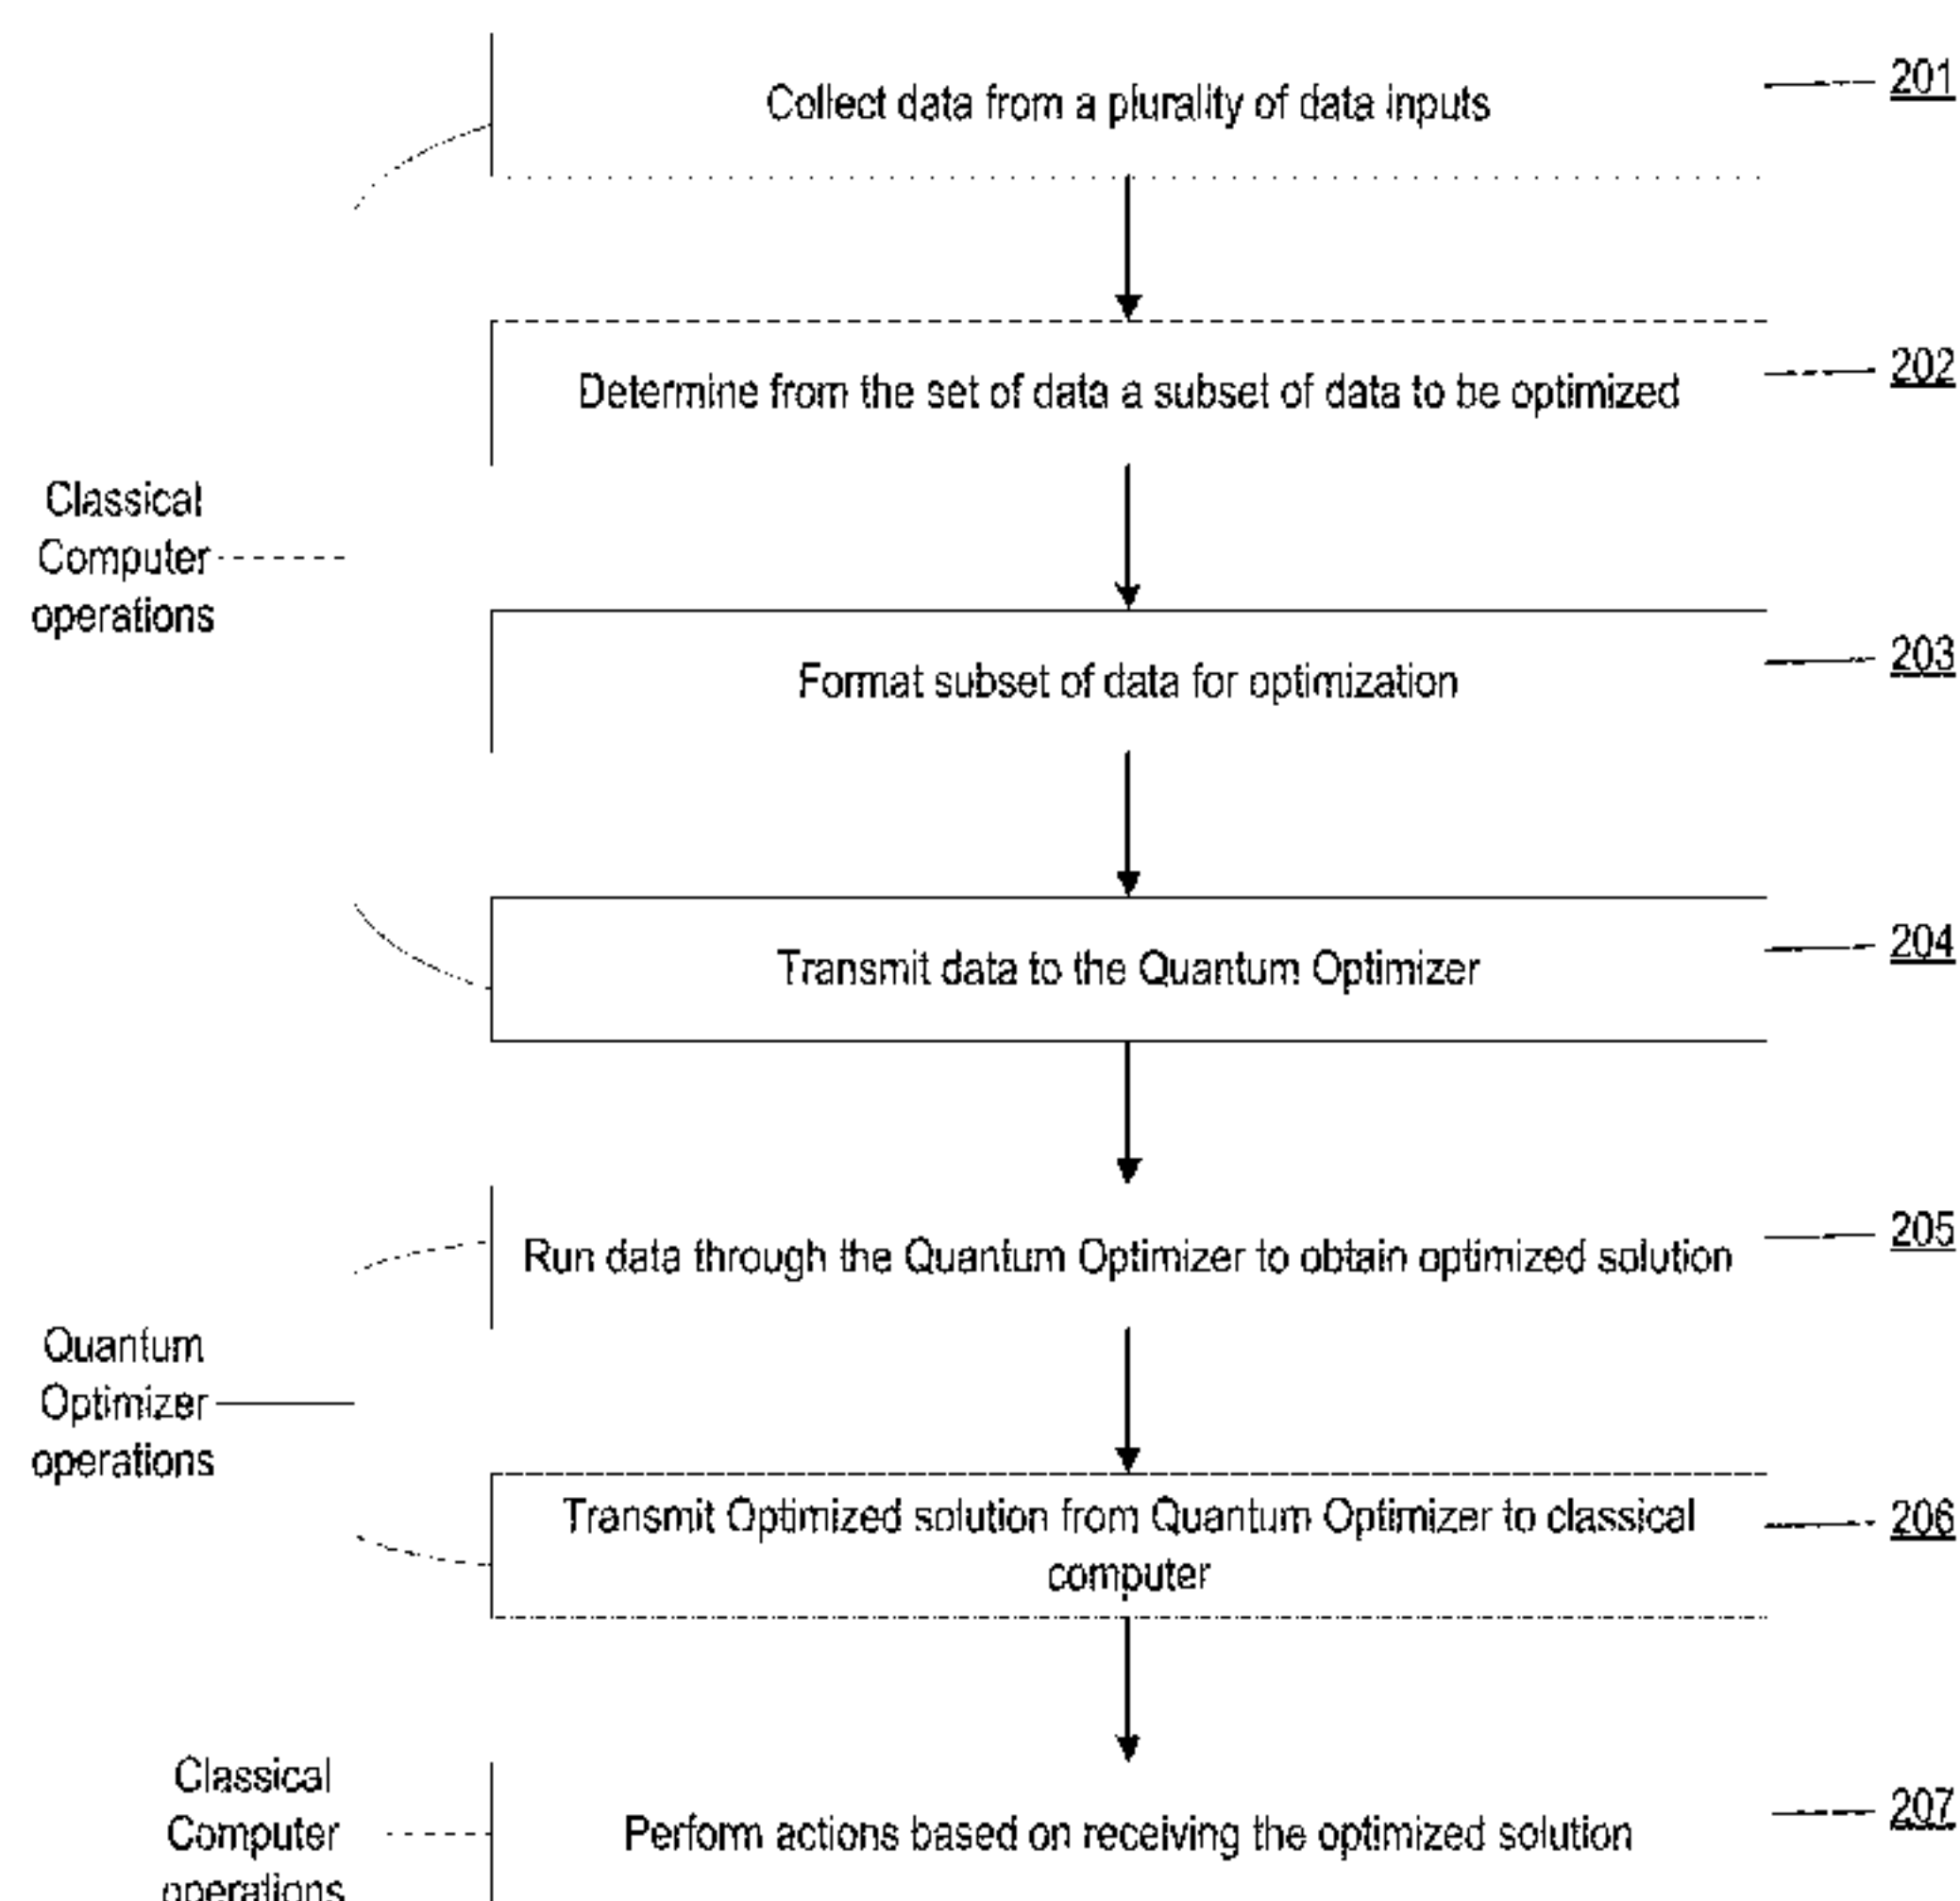 Collect data from a plurality of data inputs
201
Determine from the set of data a subset of data to be optimized
202
Classical
Computer
operations
Format subset of data for optimization
203
Transmit data to the Quantum Optimizer
204
Run data through the Quantum Optimizer to obtain optimized solution
205
Quantum
Optimizer
operations
Transmit Optimized solution from Quantum Optimizer to classical
computer
206
Classical
Computer
operations
Perform actions based on receiving the optimized solution
207